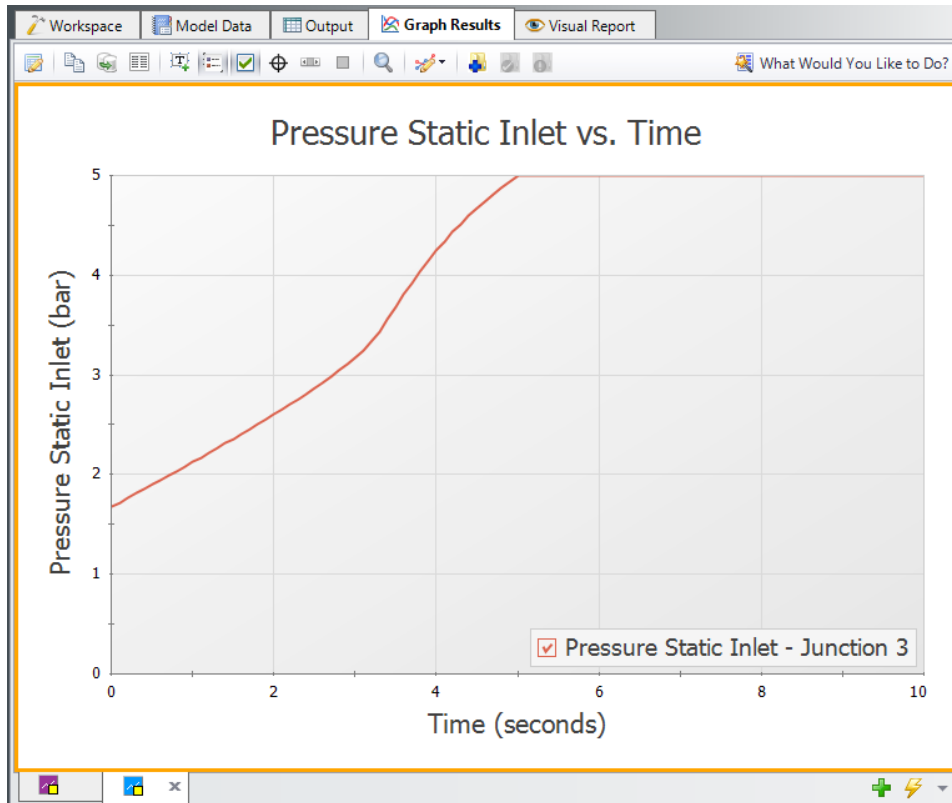 Workspace Model Data Output Graph Results Visual Report
What Would You Like to Do?
Pressure Static Inlet vs. Time
Pressure Static Inlet (bar)
5
4
3
2
1
0
Pressure Static Inlet - Junction 3
0 2 4 6 8 10
Time (seconds)